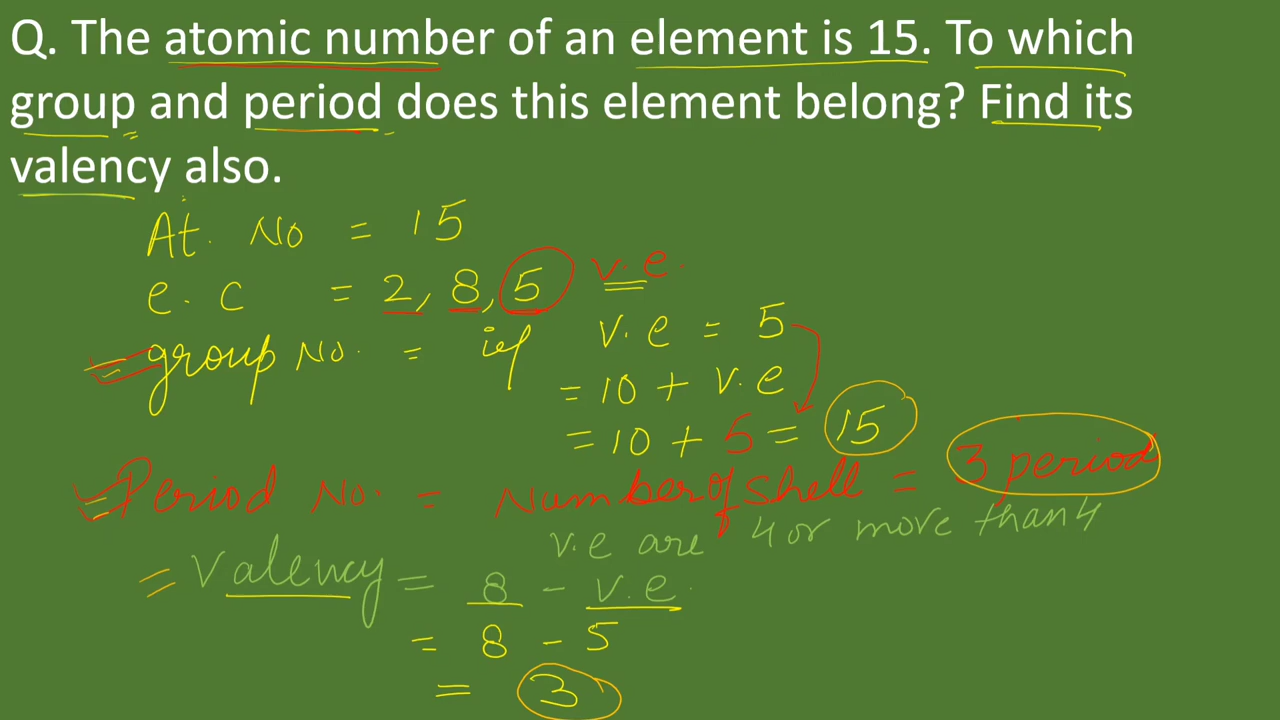 Q. The atomic number of an element is 15. To which
group and period does this element belong? Find its
valency also.
At. No = 15
e. c = 2, 8, 5 v.e.
group No. = if v.e = 5
= 10 + v.e
= 10 + 5 = 15
Period No. = Number of shell = 3 period
v.e are 4 or more than 4
= Valency = 8 - v.e.
= 8 - 5
= 3